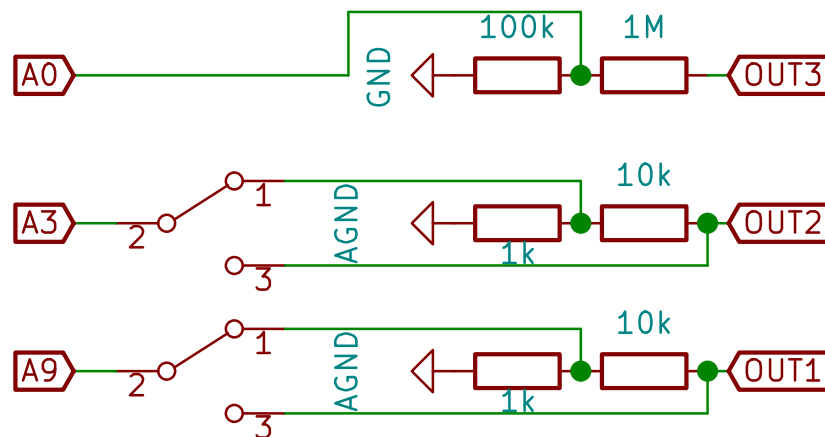 100k 1M
A0 GND OUT3
10k
1
A3 2 AGND OUT2
1k
3
10k
1
A9 2 AGND OUT1
1k
3